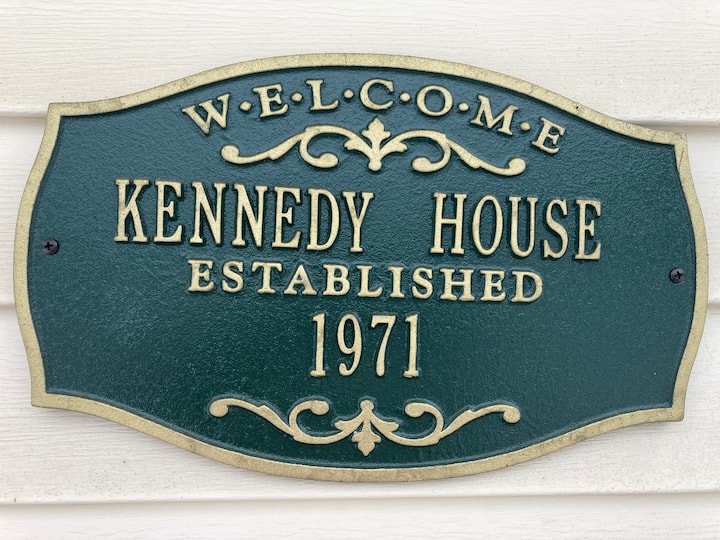 W·E·L·C·O·M·E
KENNEDY HOUSE
ESTABLISHED
1971